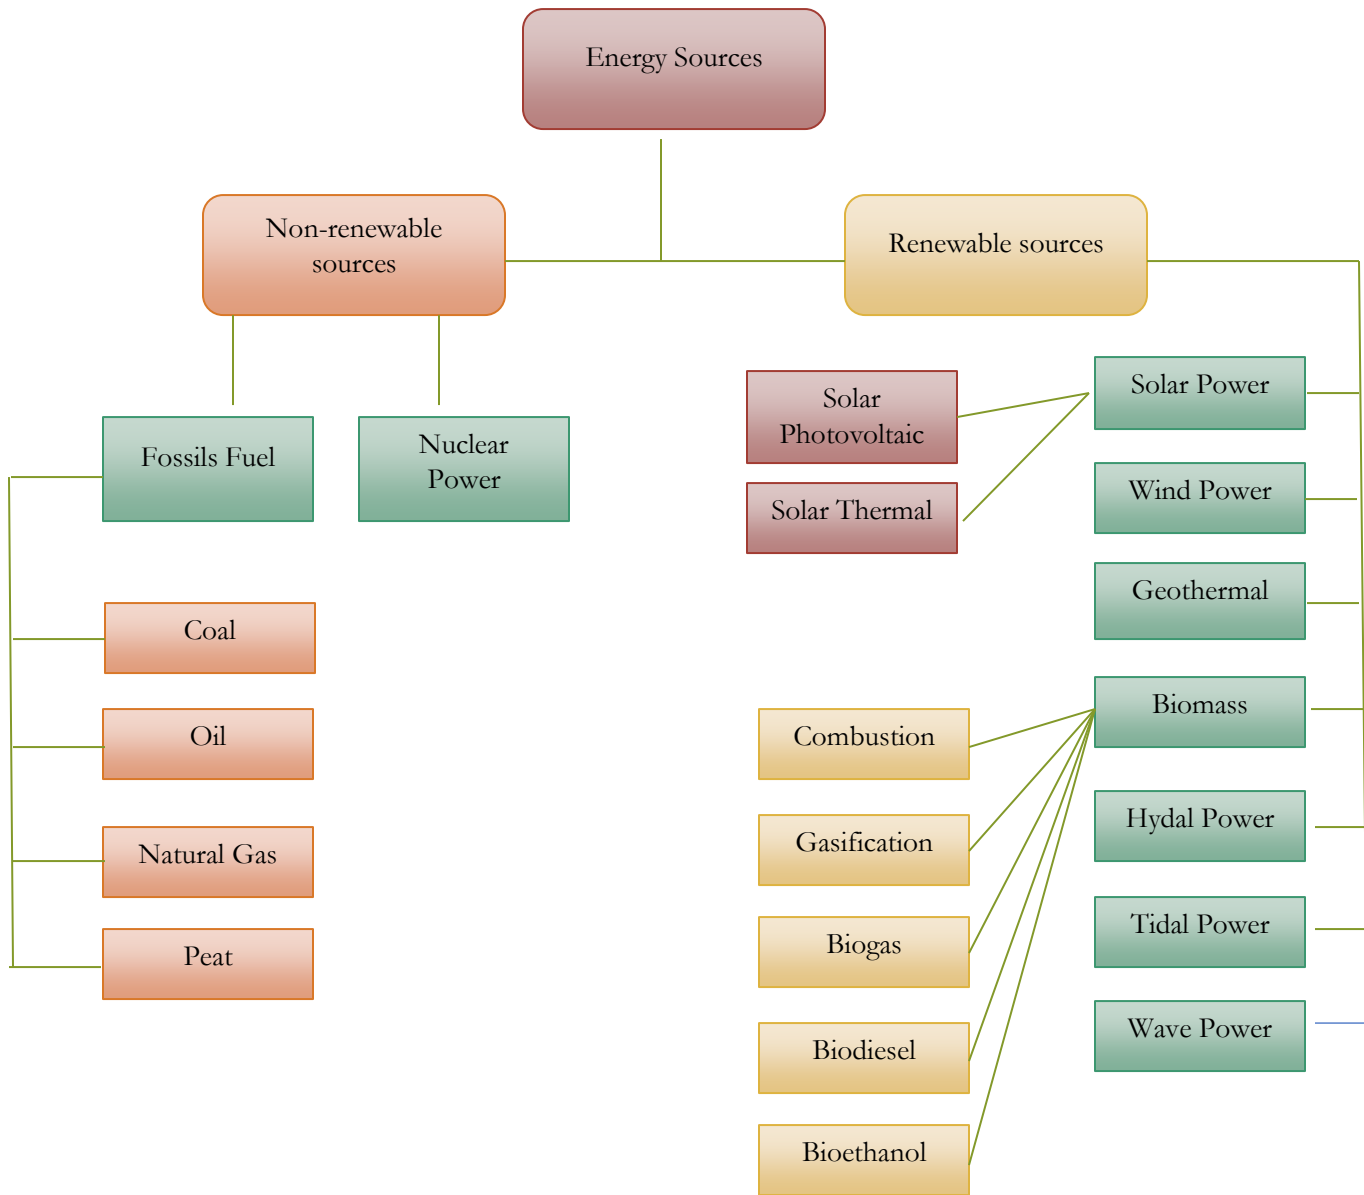 Energy Sources
Non-renewable
sources
Renewable sources
Fossils Fuel
Nuclear
Power
Coal
Oil
Natural Gas
Peat
Solar
Photovoltaic
Solar Thermal
Solar Power
Wind Power
Geothermal
Biomass
Combustion
Gasification
Biogas
Biodiesel
Bioethanol
Hydal Power
Tidal Power
Wave Power